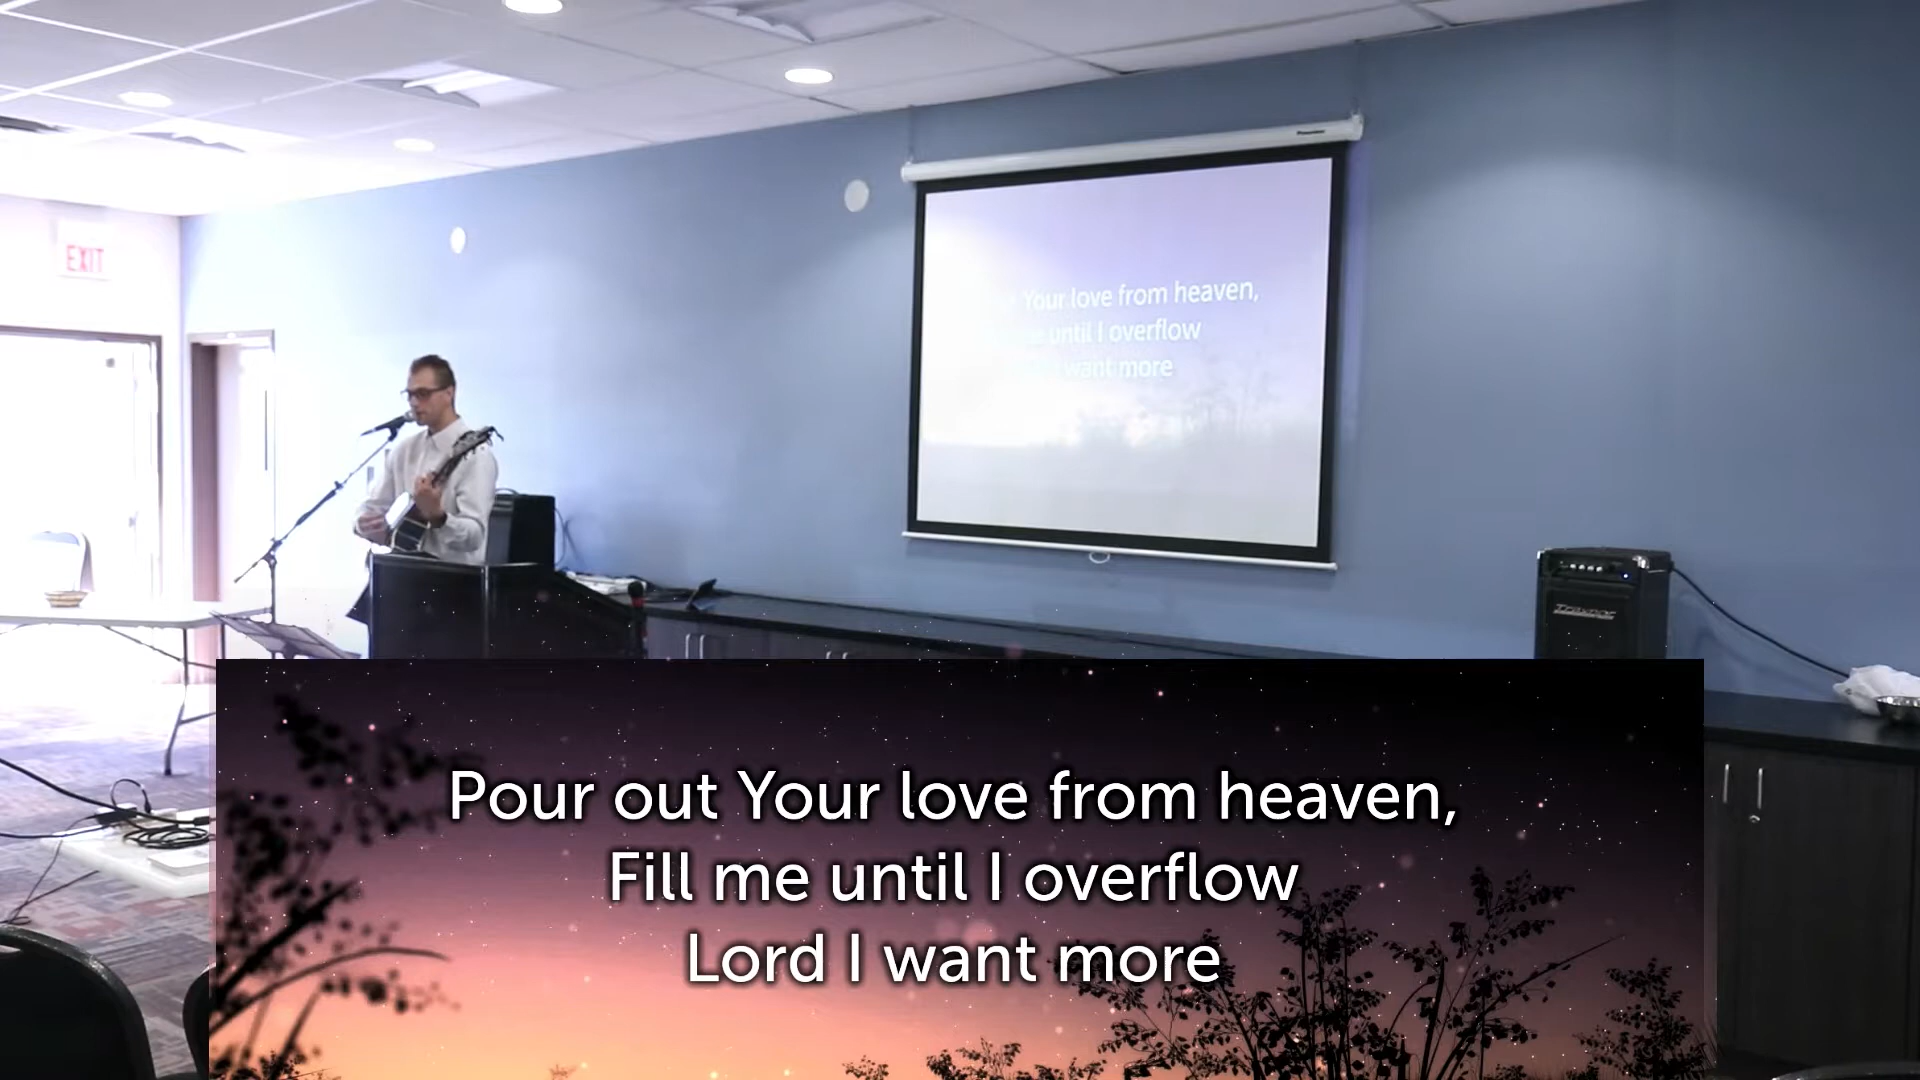 EXIT
Your love from heaven,
until I overflow
want more
TRAYNOR
Pour out Your love from heaven,
Fill me until I overflow
Lord I want more